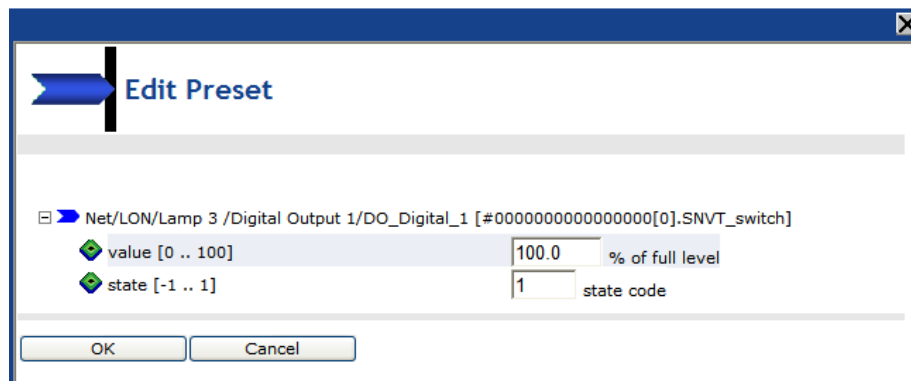 Edit Preset
Net/LON/Lamp 3 /Digital Output 1/DO_Digital_1 [#0000000000000000[0].SNVT_switch]
value [0 .. 100] 100.0 % of full level
state [-1 .. 1] 1 state code
OK Cancel